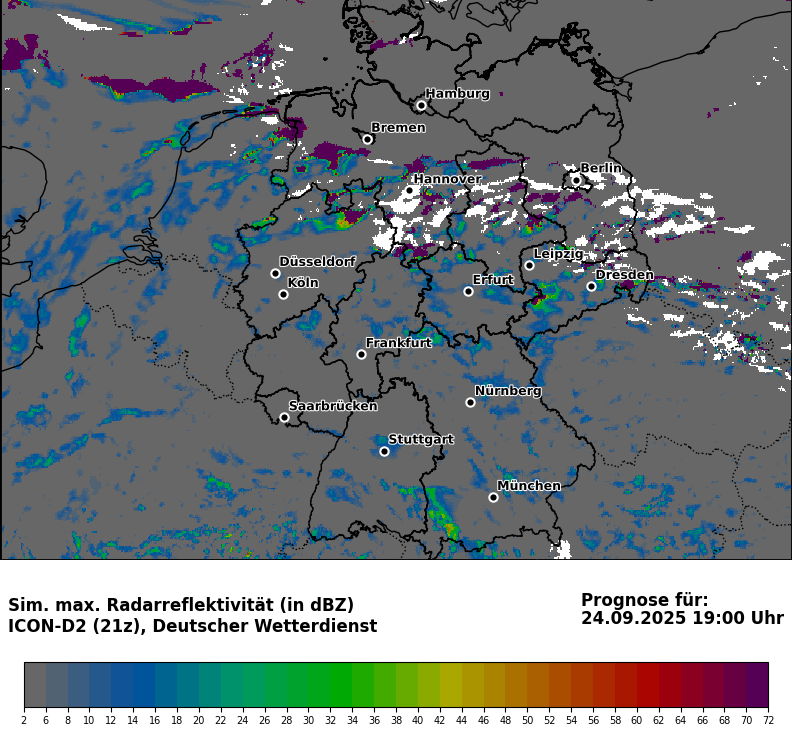 Hamburg
Bremen
Berlin
Hannover
Leipzig
Düsseldorf
Dresden
Köln
Erfurt
Frankfurt
Nürnberg
Saarbrücken
Stuttgart
München
Sim. max. Radarreflektivität (in dBZ)
ICON-D2 (21z), Deutscher Wetterdienst
Prognose für:
24.09.2025 19:00 Uhr
2 6 8 10 12 14 16 18 20 22 24 26 28 30 32 34 36 38 40 42 44 46 48 50 52 54 56 58 60 62 64 66 68 70 72